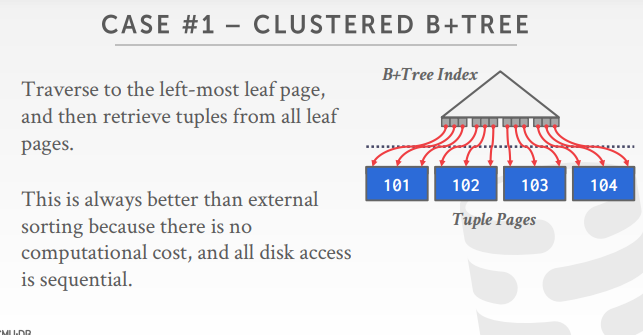 CASE #1 – CLUSTERED B+TREE
Traverse to the left-most leaf page,
and then retrieve tuples from all leaf
pages.
This is always better than external
sorting because there is no
computational cost, and all disk access
is sequential.
B+Tree Index
101 102 103 104
Tuple Pages